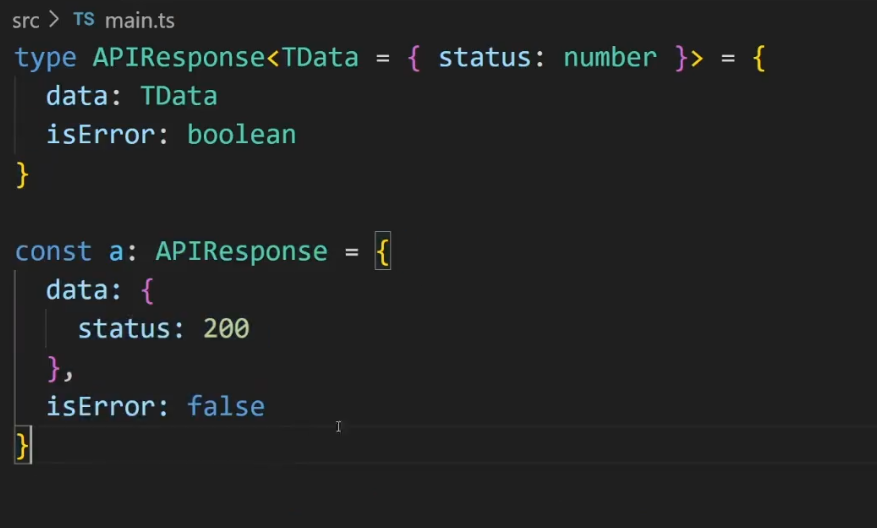 src > TS main.ts
type APIResponse<TData = { status: number }> = {
  data: TData
  isError: boolean
}
const a: APIResponse = {
  data: {
    status: 200
  },
  isError: false
}